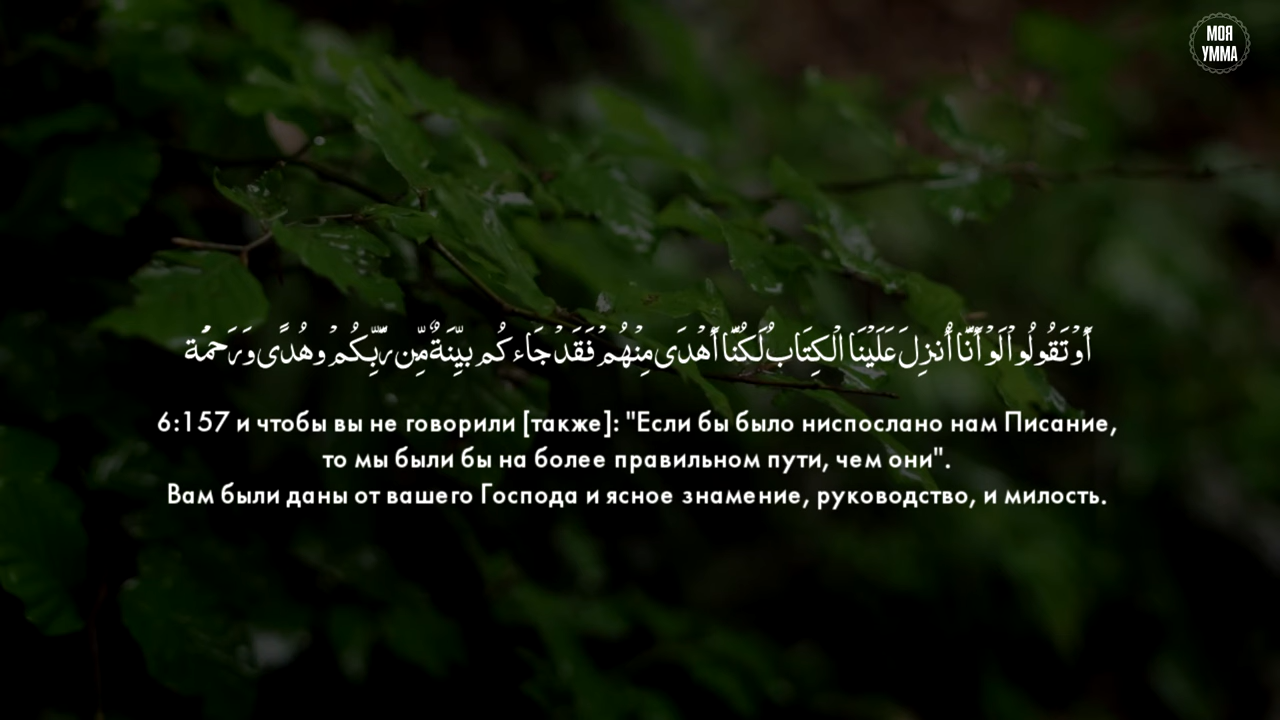 МОЯ
УММА
أَوْ تَقُولُوا لَوْ أَنَّا أُنزِلَ عَلَيْنَا الْكِتَابُ لَكُنَّا أَهْدَى مِنْهُمْ فَقَدْ جَاءكُم بَيِّنَةٌ مِّن رَّبِّكُمْ وَهُدًى وَرَحْمَةٌ
6:157 и чтобы вы не говорили [также]: "Если бы было ниспослано нам Писание,
то мы были бы на более правильном пути, чем они".
Вам были даны от вашего Господа и ясное знамение, руководство, и милость.